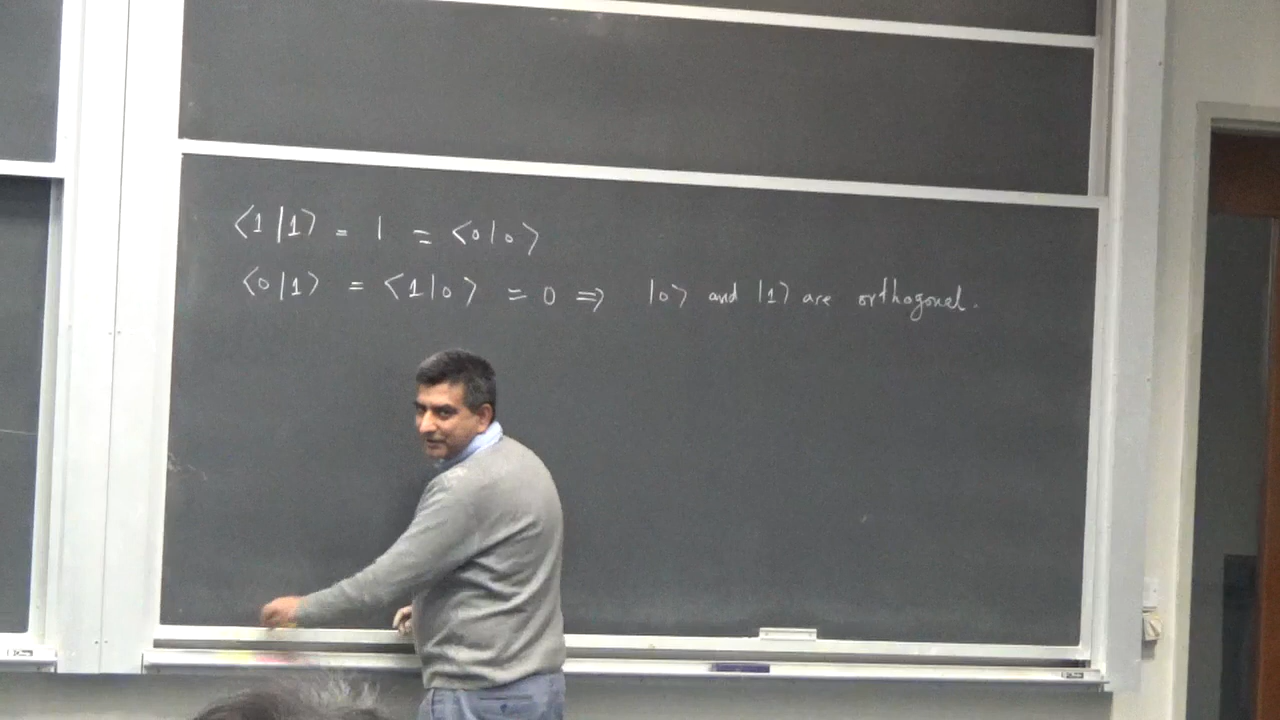 ⟨1|1⟩ = 1 = ⟨0|0⟩
⟨0|1⟩ = ⟨1|0⟩ = 0 ⇒ |0⟩ and |1⟩ are orthogonal.